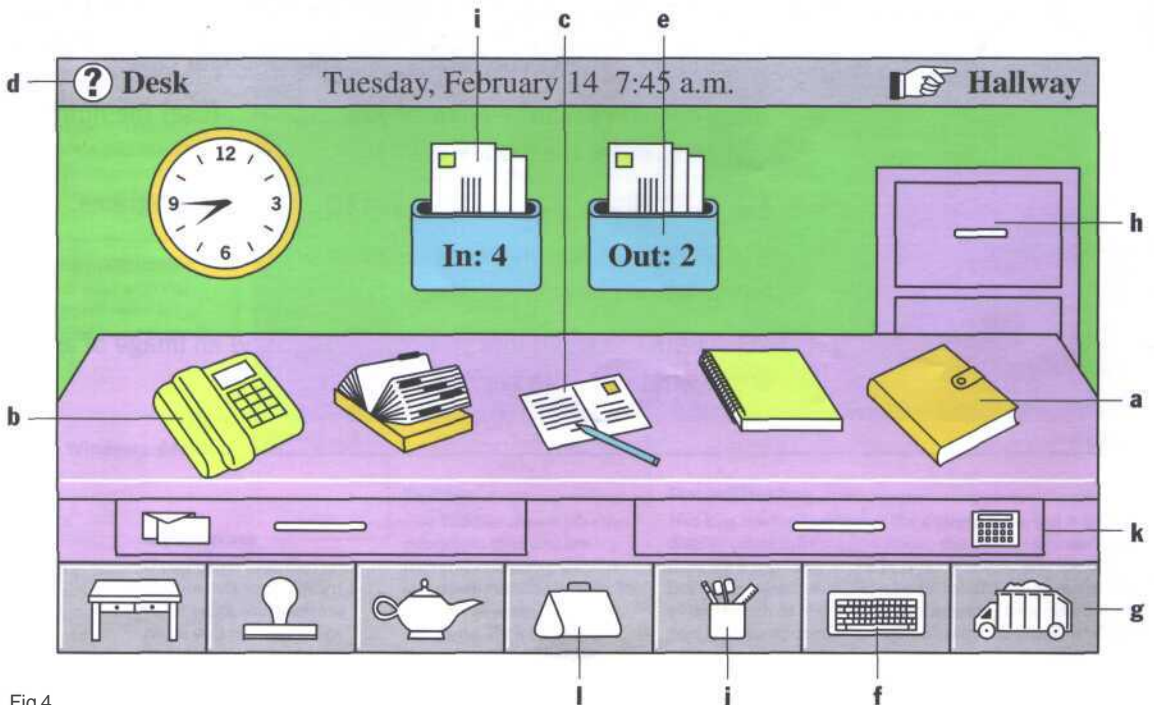 i c e
d ? Desk Tuesday, February 14 7:45 a.m. Hallway
12
9 3
6
In: 4 Out: 2
h
b a
k
g
l j f
Fig 4